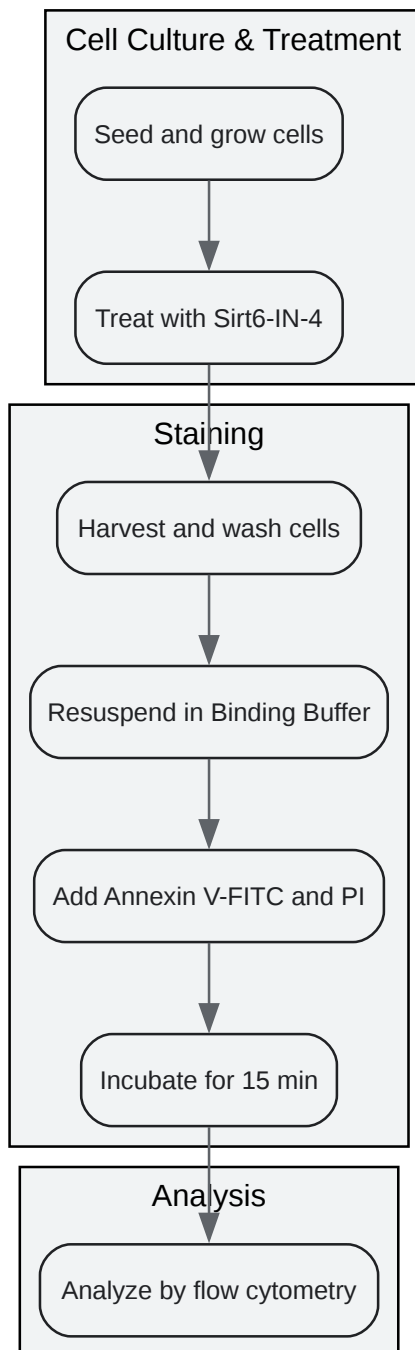 Cell Culture & Treatment
Seed and grow cells
Treat with Sirt6-IN-4
Staining
Harvest and wash cells
Resuspend in Binding Buffer
Add Annexin V-FITC and PI
Incubate for 15 min
Analysis
Analyze by flow cytometry